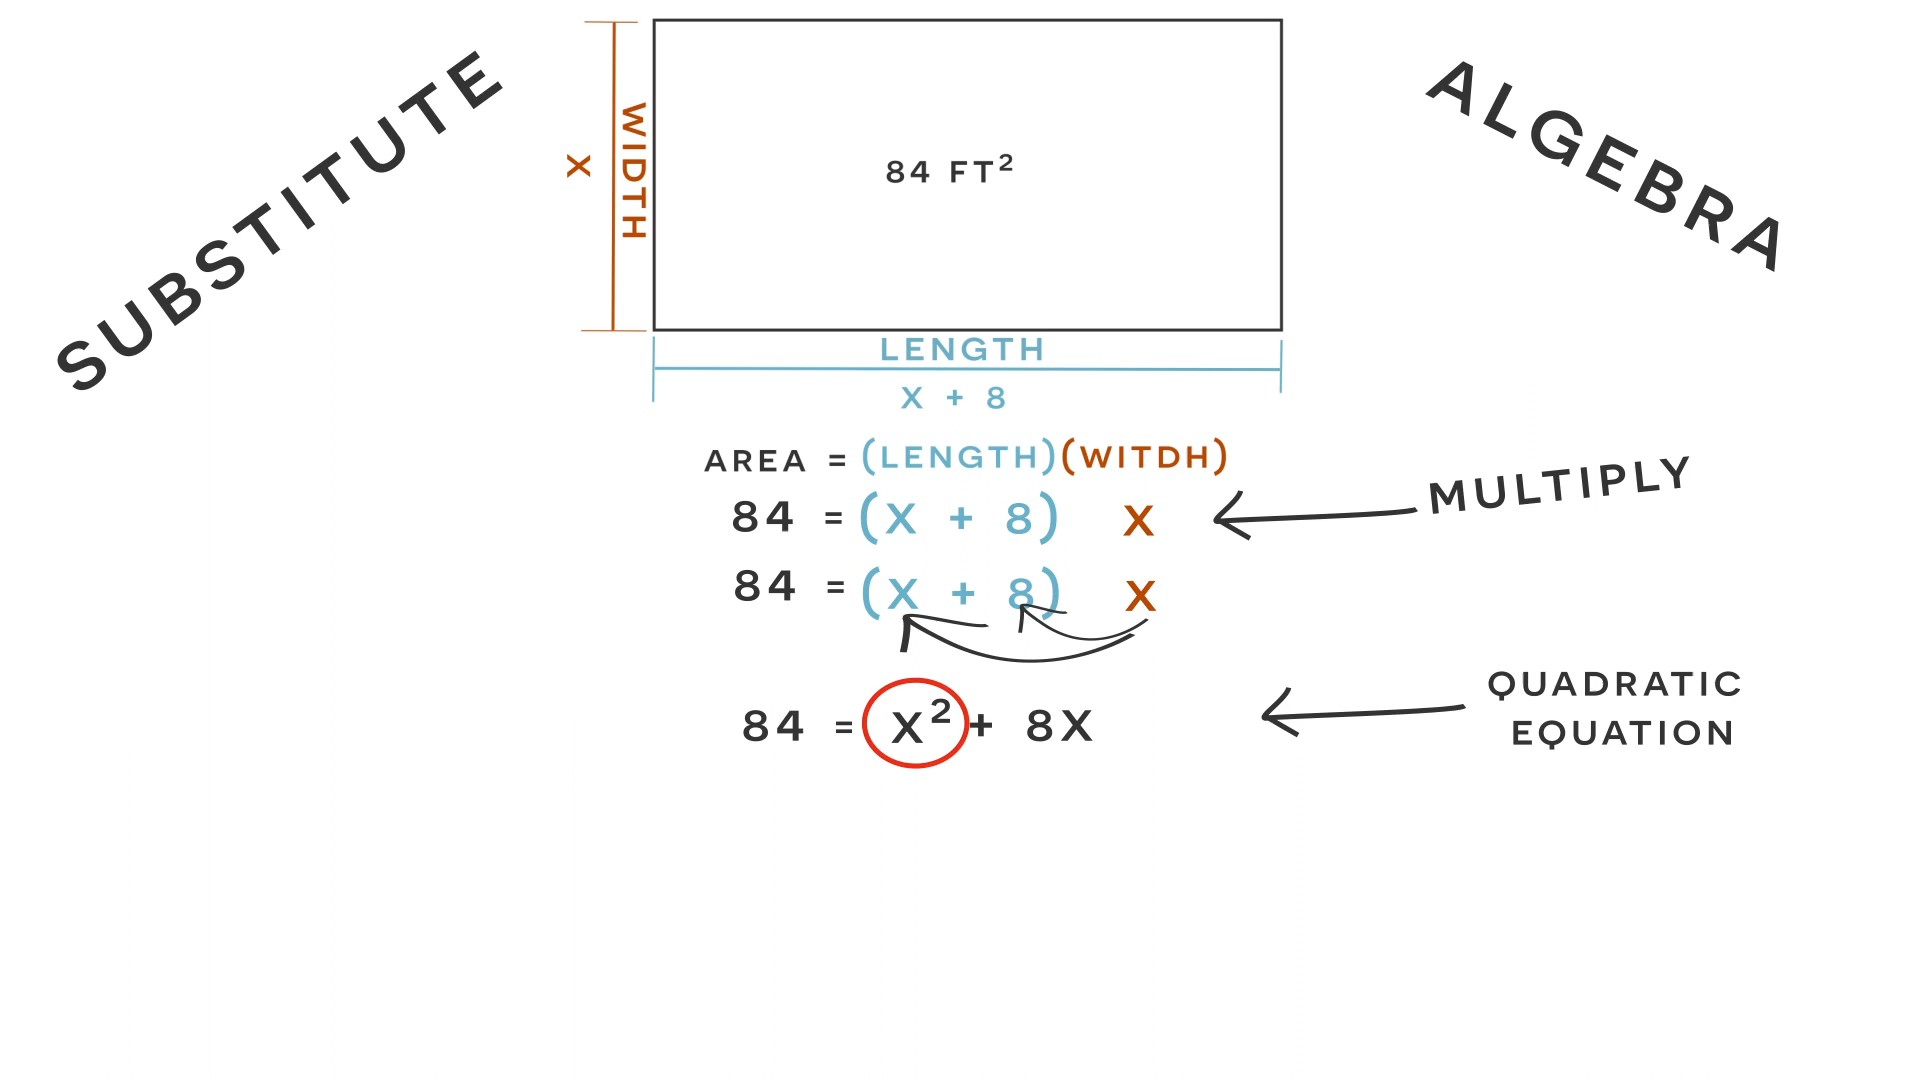 SUBSTITUTE
ALGEBRA
WIDTH
X
84 FT²
LENGTH
X + 8
AREA = (LENGTH)(WITDH)
84 = (X + 8) X
MULTIPLY
84 = (X + 8) X
84 = X² + 8X
QUADRATIC
EQUATION